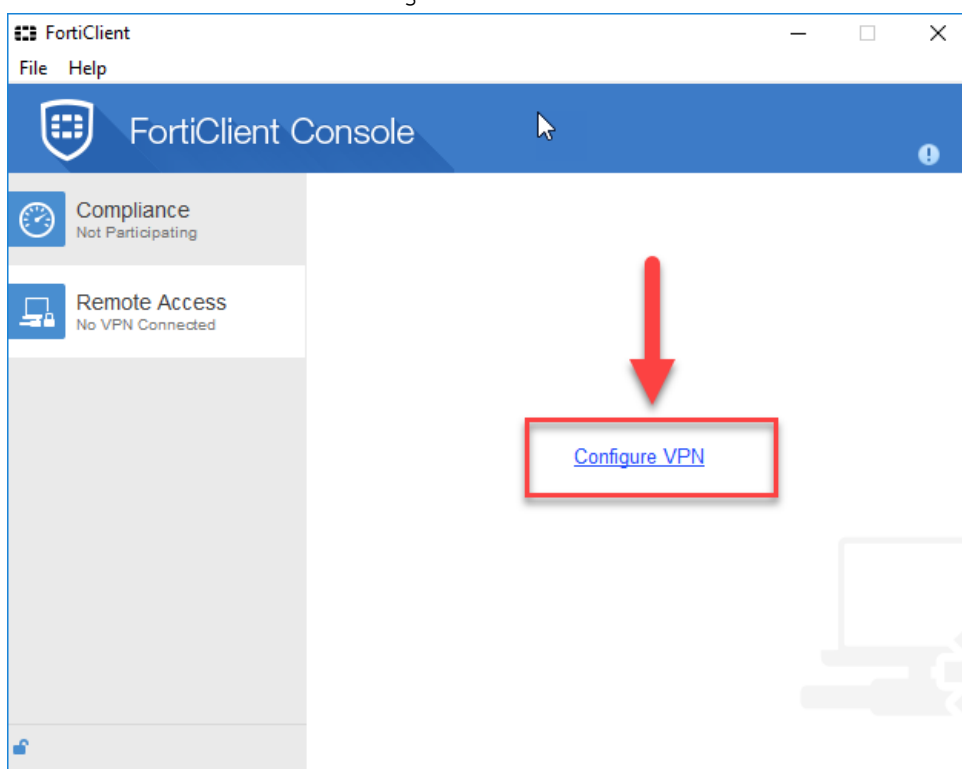 FortiClient
File Help
FortiClient Console
Compliance
Not Participating
Remote Access
No VPN Connected
Configure VPN